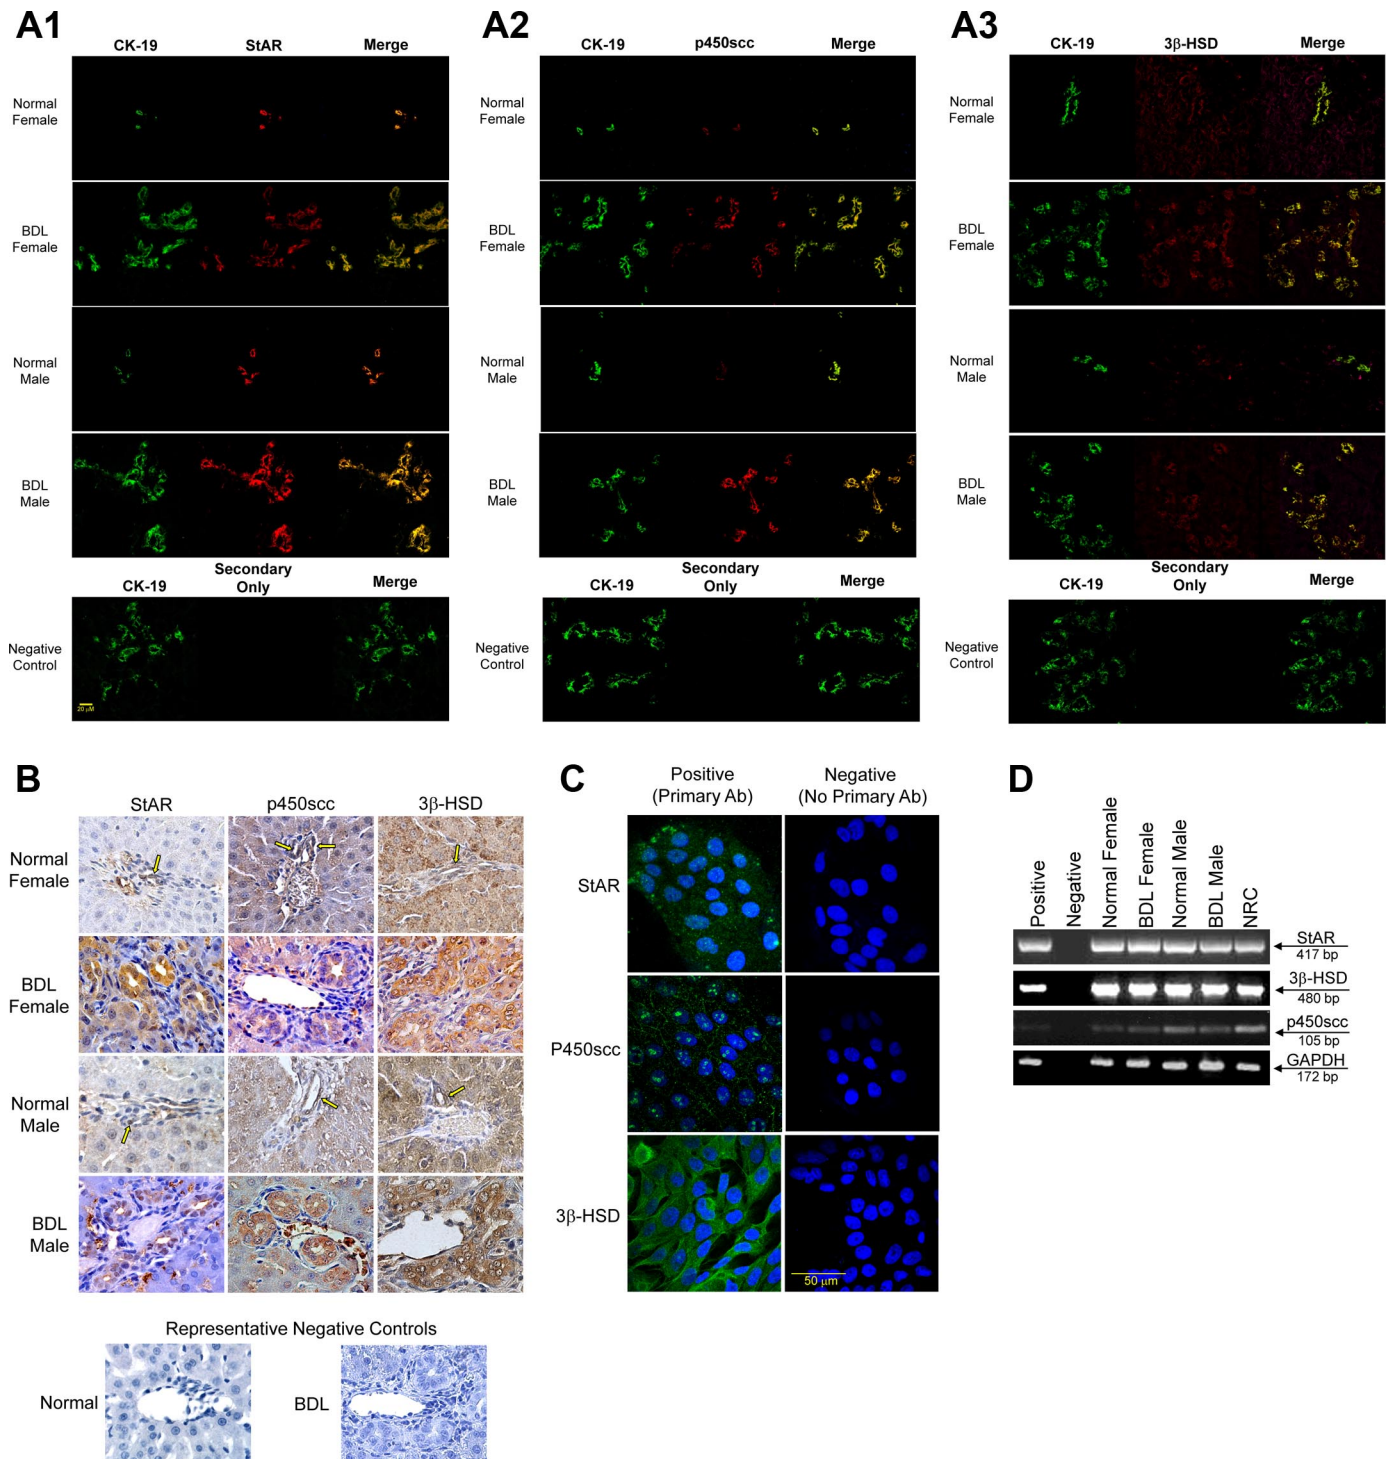 A1
CK-19 StAR Merge
Normal
Female
BDL
Female
Normal
Male
BDL
Male
CK-19 Secondary
Only Merge
Negative
Control
20 µM
A2
CK-19 p450scc Merge
Normal
Female
BDL
Female
Normal
Male
BDL
Male
CK-19 Secondary
Only Merge
Negative
Control
A3
CK-19 3β-HSD Merge
Normal
Female
BDL
Female
Normal
Male
BDL
Male
CK-19 Secondary
Only Merge
Negative
Control
B
StAR p450scc 3β-HSD
Normal
Female
BDL
Female
Normal
Male
BDL
Male
Representative Negative Controls
Normal BDL
C
Positive
(Primary Ab)
Negative
(No Primary Ab)
StAR
P450scc
3β-HSD
50 µm
D
Positive
Negative
Normal Female
BDL Female
Normal Male
BDL Male
NRC
StAR
417 bp
3β-HSD
480 bp
p450scc
105 bp
GAPDH
172 bp